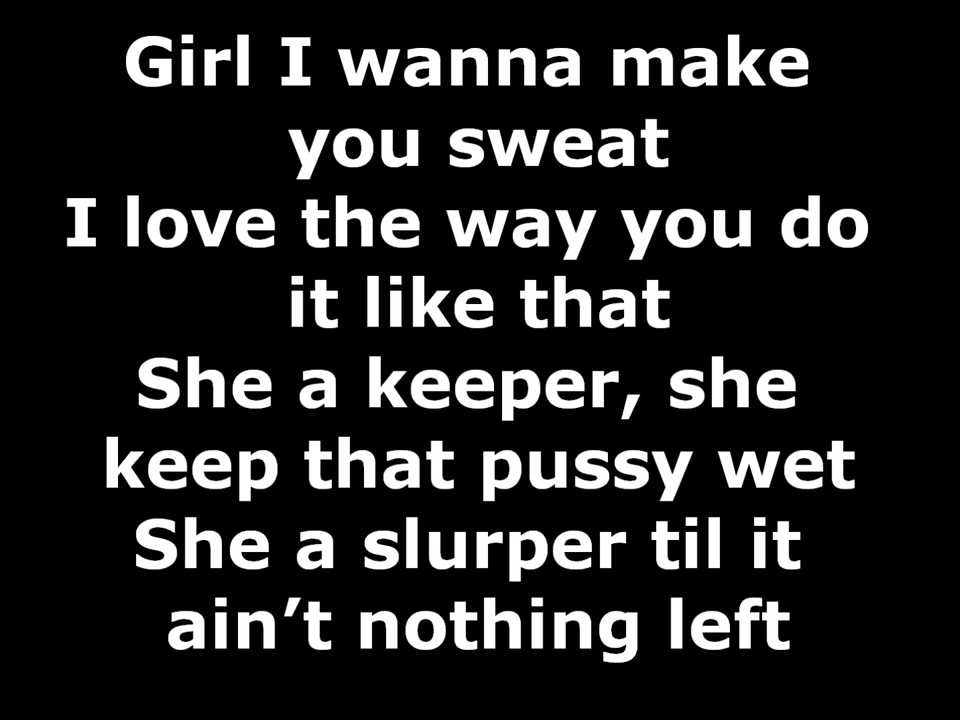 Girl I wanna make
you sweat
I love the way you do
it like that
She a keeper, she
keep that pussy wet
She a slurper til it
ain’t nothing left